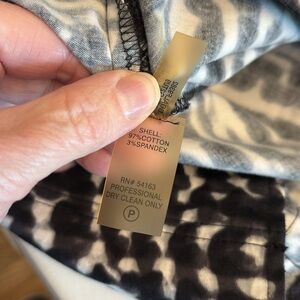 SHELL:
97%COTTON
3%SPANDEX
RN# 54163
PROFESSIONAL
DRY CLEAN ONLY
P